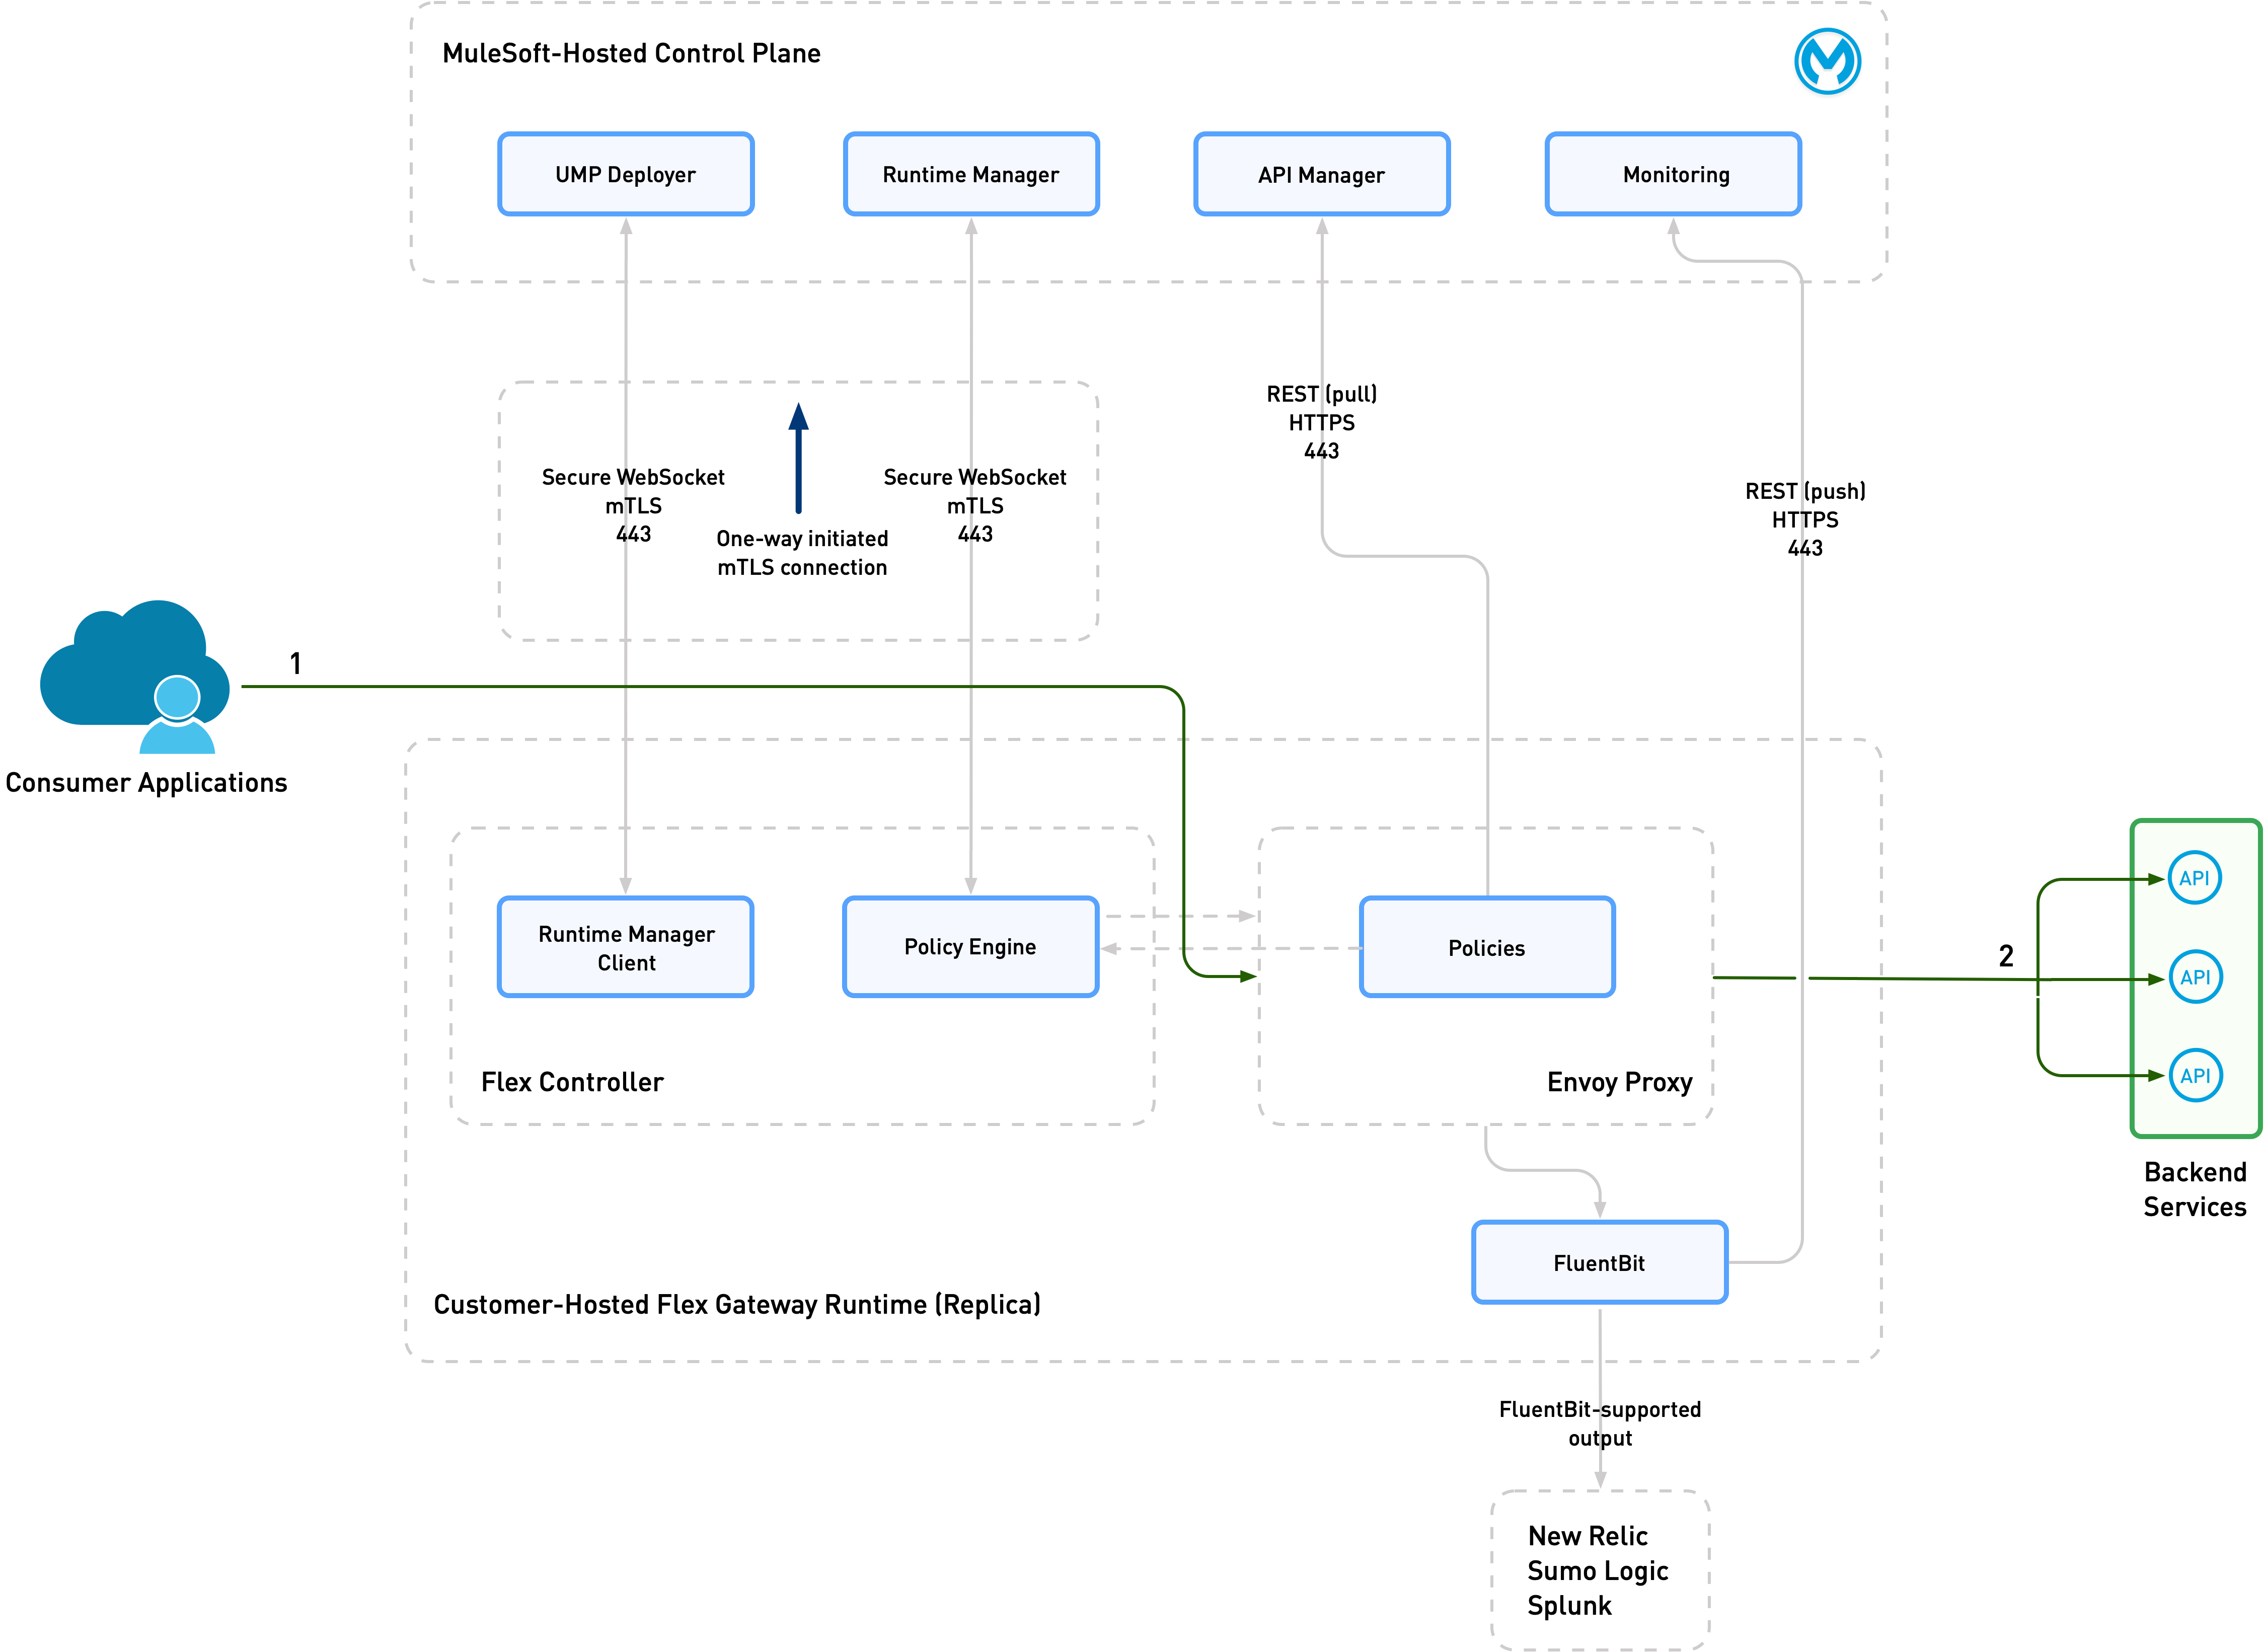 MuleSoft-Hosted Control Plane
UMP Deployer
Runtime Manager
API Manager
Monitoring
REST (pull)
HTTPS
443
Secure WebSocket
mTLS
443
One-way initiated
mTLS connection
Secure WebSocket
mTLS
443
REST (push)
HTTPS
443
1
Consumer Applications
Runtime Manager
Client
Policy Engine
Policies
Flex Controller
Envoy Proxy
2
API
API
API
Backend
Services
FluentBit
Customer-Hosted Flex Gateway Runtime (Replica)
FluentBit-supported
output
New Relic
Sumo Logic
Splunk